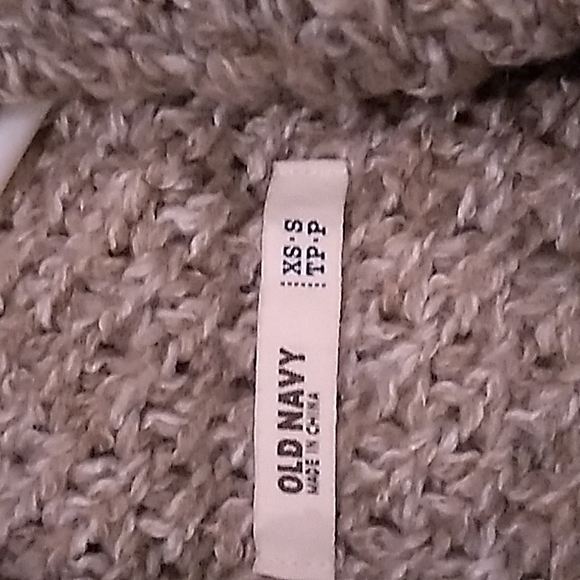 OLD NAVY
MADE IN CHINA
XS·S
TP·P